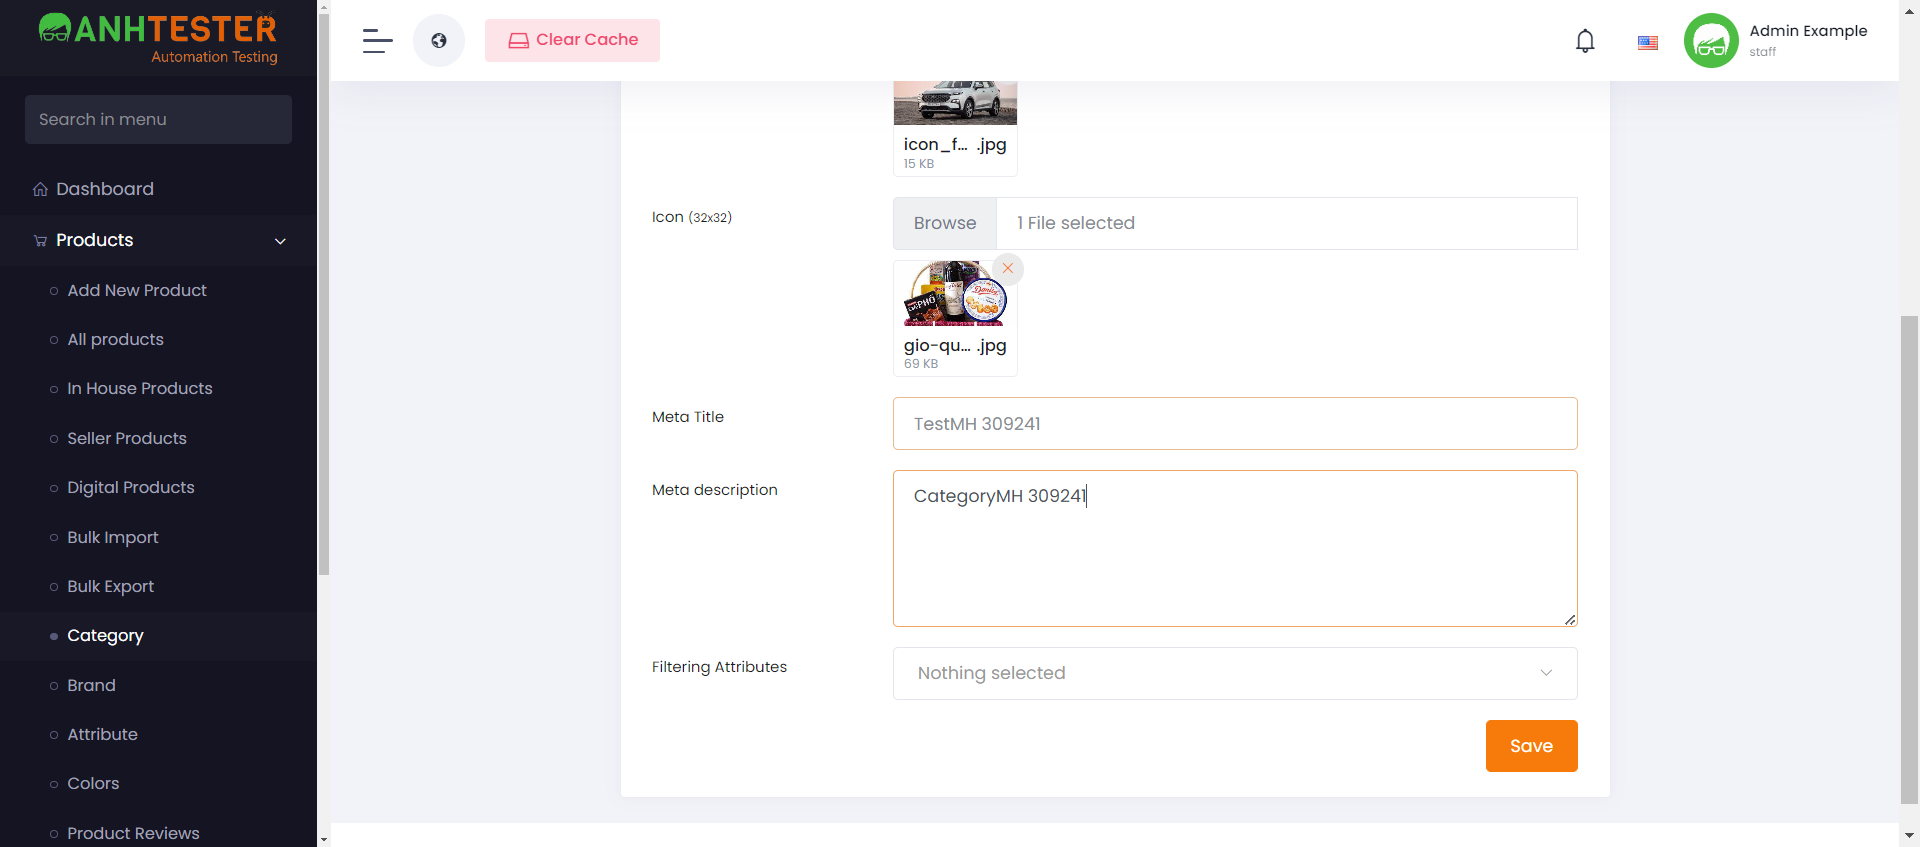 ANHTESTER
Automation Testing
Clear Cache
Admin Example
staff
Search in menu
Dashboard
Products
Add New Product
All products
In House Products
Seller Products
Digital Products
Bulk Import
Bulk Export
Category
Brand
Attribute
Colors
Product Reviews
icon_f... .jpg
15 KB
Icon (32x32)
Browse
1 File selected
PHỐ
Danisa
gio-qu... .jpg
69 KB
Meta Title
TestMH 309241
Meta description
CategoryMH 309241
Filtering Attributes
Nothing selected
Save